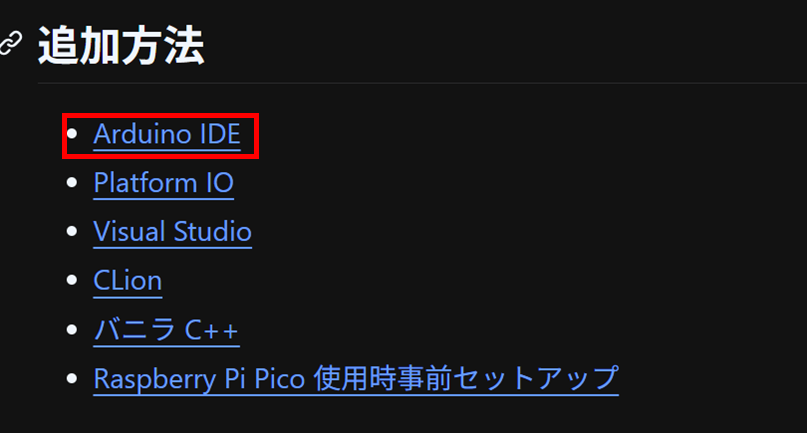 追加方法
Arduino IDE
Platform IO
Visual Studio
CLion
バニラ C++
Raspberry Pi Pico 使用時事前セットアップ